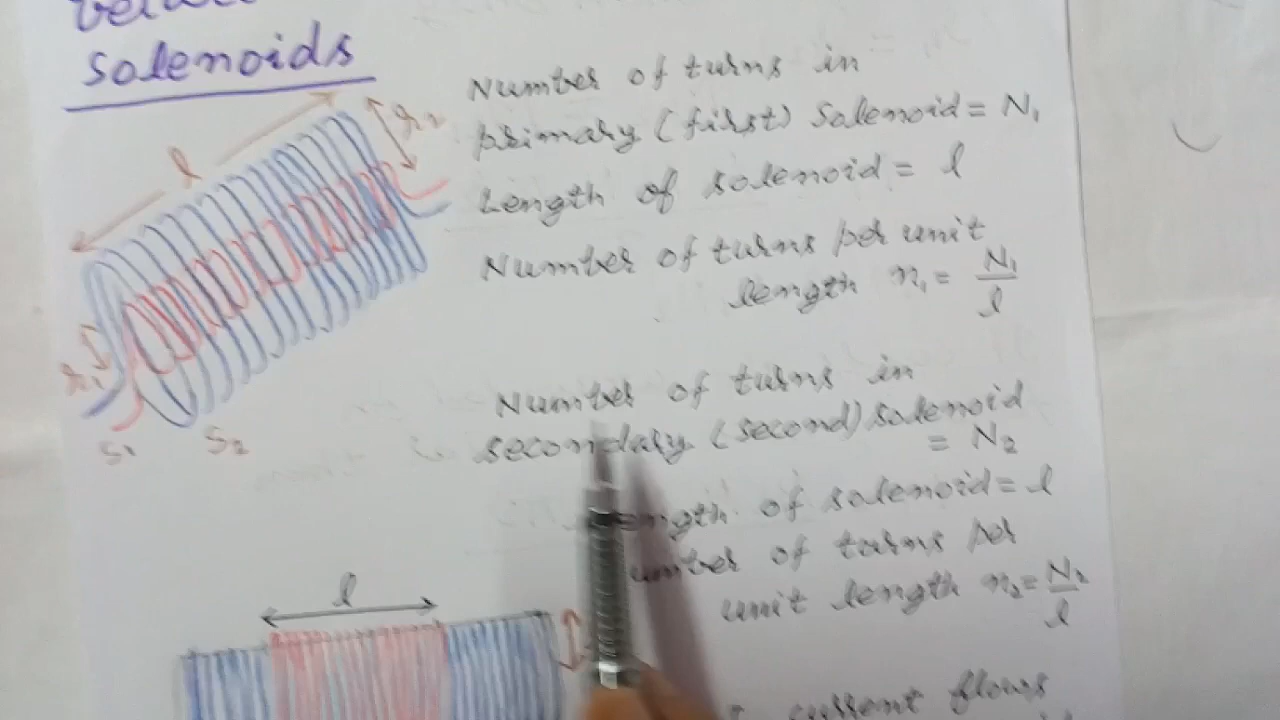 solenoids
Number of turns in
primary (first) solenoid = N₁
Length of solenoid = l
Number of turns per unit
length n₁ = N₁/l
l
r₂
r₁
S₁
S₂
Number of turns in
secondary (second) solenoid
= N₂
Length of solenoid = l
Number of turns per
unit length n₂ = N₂/l
l
current flows